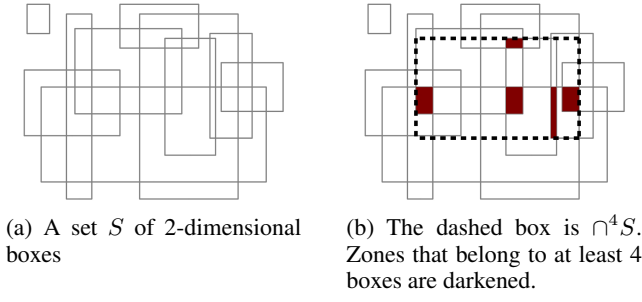 (a) A set S of 2-dimensional
boxes
(b) The dashed box is ∩⁴S.
Zones that belong to at least 4
boxes are darkened.